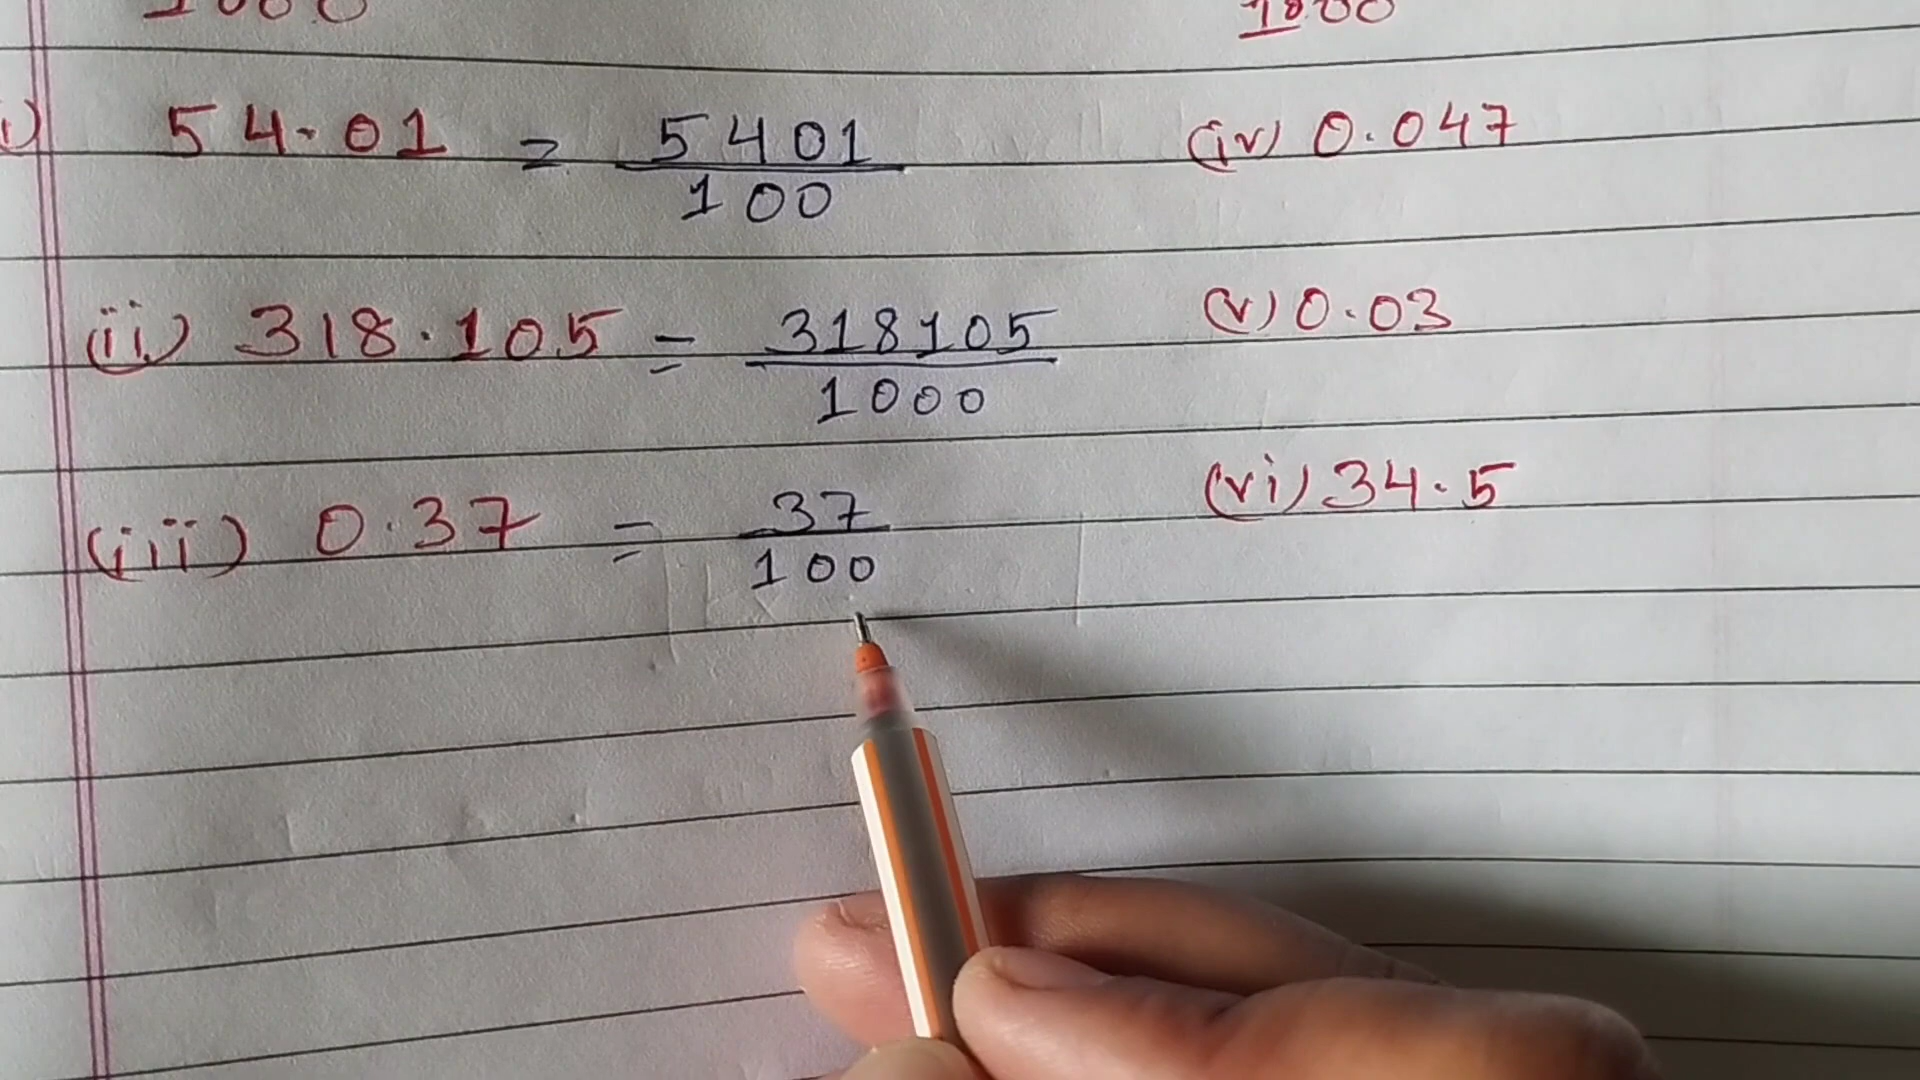 i) 54.01 = 5401/100
(ii) 318.105 = 318105/1000
(iii) 0.37 = 37/100
(iv) 0.047
(v) 0.03
(vi) 34.5